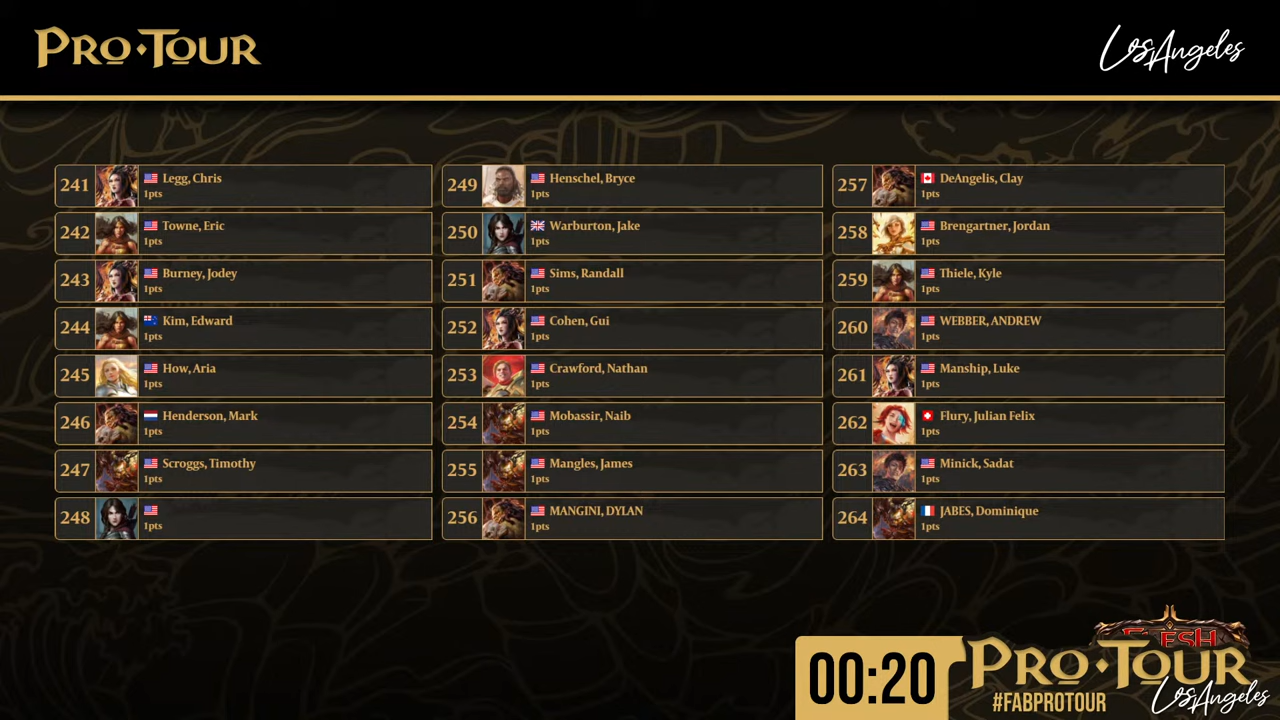 PRO·TOUR
Los Angeles
241 Legg, Chris
1pts
242 Towne, Eric
1pts
243 Burney, Jodey
1pts
244 Kim, Edward
1pts
245 How, Aria
1pts
246 Henderson, Mark
1pts
247 Scroggs, Timothy
1pts
248
1pts
249 Henschel, Bryce
1pts
250 Warburton, Jake
1pts
251 Sims, Randall
1pts
252 Cohen, Gui
1pts
253 Crawford, Nathan
1pts
254 Mobassir, Naib
1pts
255 Mangles, James
1pts
256 MANGINI, DYLAN
1pts
257 DeAngelis, Clay
1pts
258 Brengartner, Jordan
1pts
259 Thiele, Kyle
1pts
260 WEBBER, ANDREW
1pts
261 Manship, Luke
1pts
262 Flury, Julian Felix
1pts
263 Minick, Sadat
1pts
264 JABES, Dominique
1pts
00:20
FLESH
PRO·TOUR
#FABPROTOUR
Los Angeles